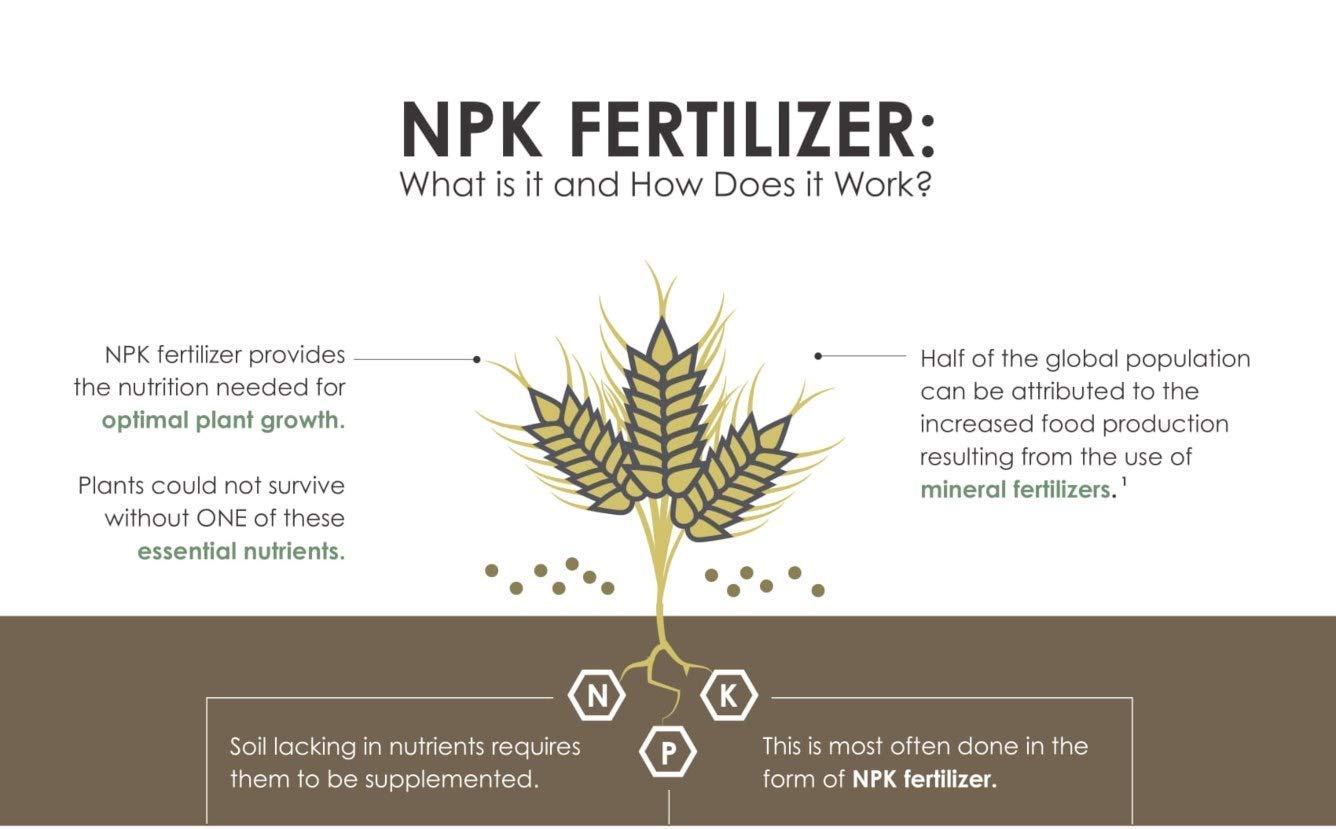 NPK FERTILIZER:
What is it and How Does it Work?
NPK fertilizer provides
the nutrition needed for
optimal plant growth.
Plants could not survive
without ONE of these
essential nutrients.
Half of the global population
can be attributed to the
increased food production
resulting from the use of
mineral fertilizers. ¹
N
K
P
Soil lacking in nutrients requires
them to be supplemented.
This is most often done in the
form of NPK fertilizer.